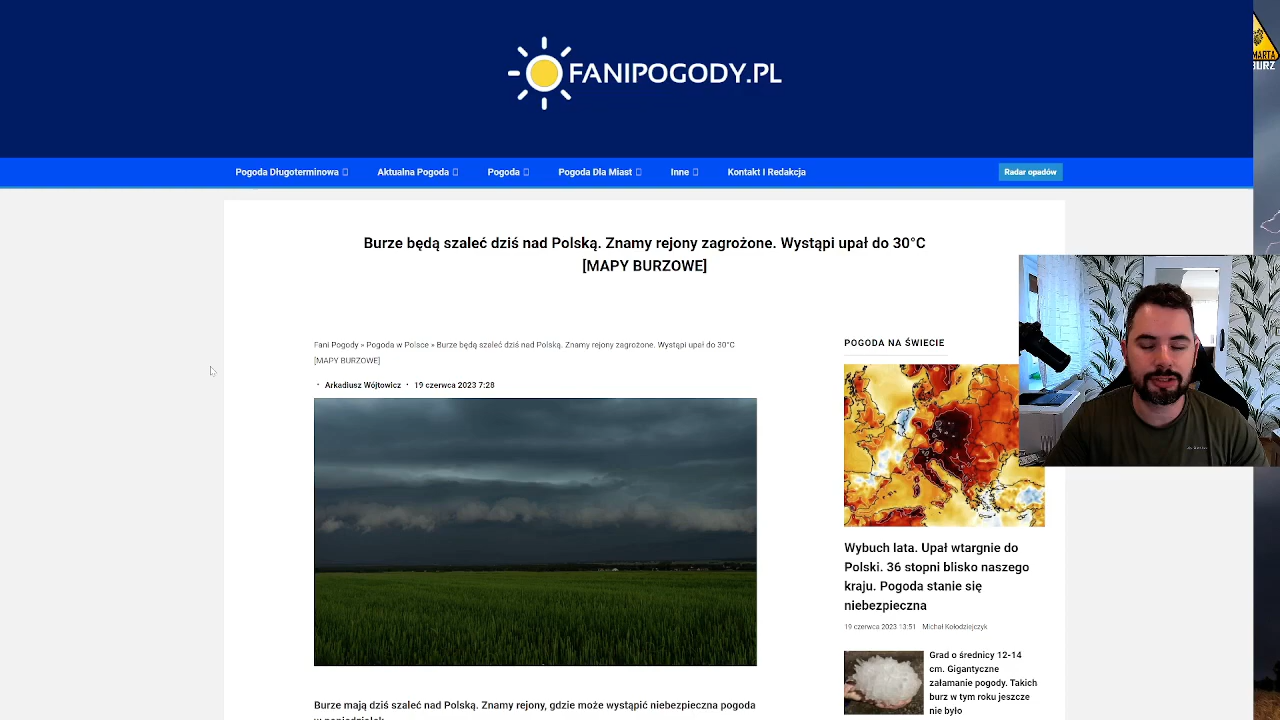 FANIPOGODY.PL
MARTA
BURZ
Pogoda Długoterminowa
Aktualna Pogoda
Pogoda
Pogoda Dla Miast
Inne
Kontakt I Redakcja
Radar opadów
Burze będą szaleć dziś nad Polską. Znamy rejony zagrożone. Wystąpi upał do 30°C
[MAPY BURZOWE]
Fani Pogody » Pogoda w Polsce » Burze będą szaleć dziś nad Polską. Znamy rejony zagrożone. Wystąpi upał do 30°C
[MAPY BURZOWE]
· Arkadiusz Wójtowicz · 19 czerwca 2023 7:28
Burze mają dziś szaleć nad Polską. Znamy rejony, gdzie może wystąpić niebezpieczna pogoda
w poniedziałek
POGODA NA ŚWIECIE
Wybuch lata. Upał wtargnie do
Polski. 36 stopni blisko naszego
kraju. Pogoda stanie się
niebezpieczna
19 czerwca 2023 13:51 Michał Kołodziejczyk
Grad o średnicy 12-14
cm. Gigantyczne
załamanie pogody. Takich
burz w tym roku jeszcze
nie było